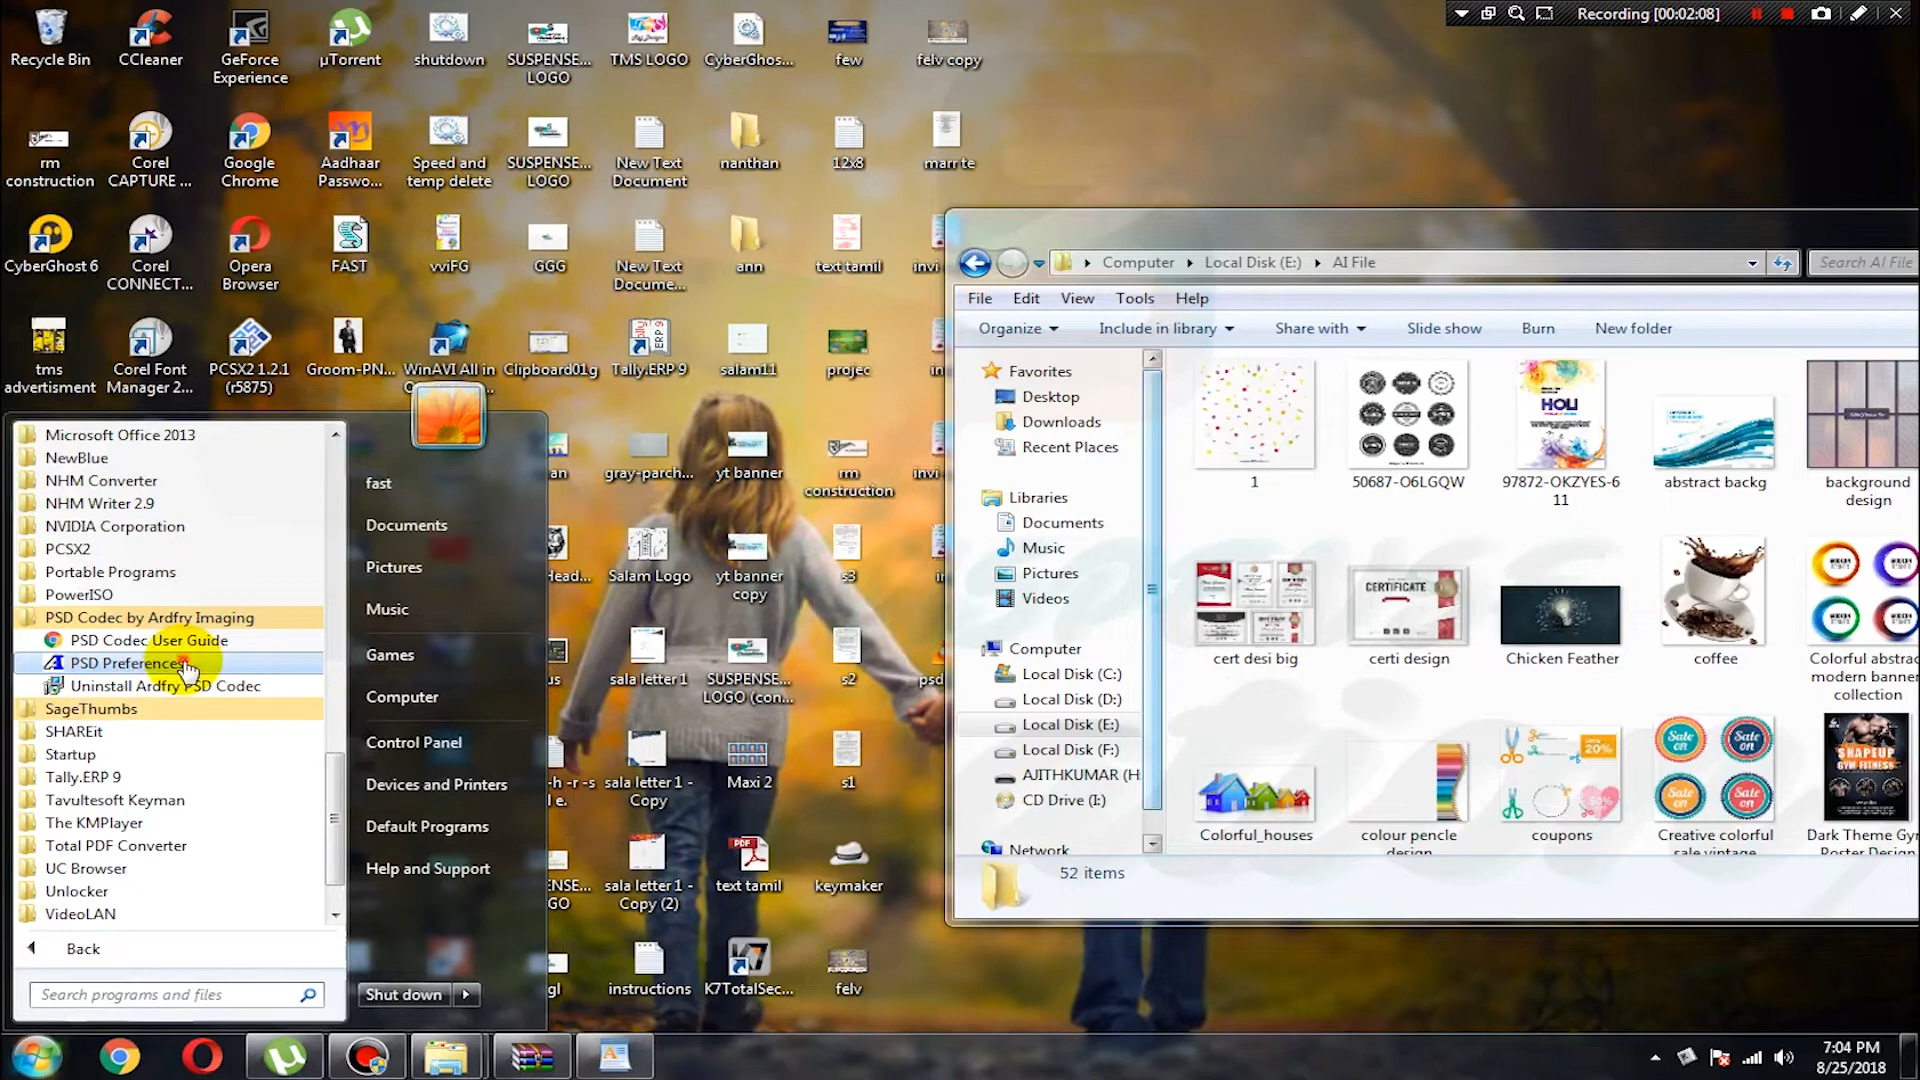 Recording [00:02:08]
Recycle Bin
CCleaner
GeForce
Experience
µTorrent
shutdown
SUSPENSE...
LOGO
TMS LOGO
CyberGhos...
few
felv copy
rm
construction
Corel
CAPTURE ...
Google
Chrome
Aadhaar
Passwo...
Speed and
temp delete
SUSPENSE...
LOGO
New Text
Document
nanthan
12x8
marr te
CyberGhost 6
Corel
CONNECT...
Opera
Browser
FAST
vviFG
GGG
New Text
Docume...
ann
text tamil
invi
tms
advertisment
Corel Font
Manager 2...
PCSX2 1.2.1
(r5875)
Groom-PN...
WinAVI All in
Clipboard01g
Tally.ERP 9
salam11
projec
in
gray-parch...
yt banner
rm
construction
invi
Head...
Salam Logo
yt banner
copy
s3
in
us
sala letter 1
SUSPENSE...
LOGO (con...
s2
psd
-h -r -s
l e.
sala letter 1 -
Copy
Maxi 2
s1
ENSE...
GO
sala letter 1 -
Copy (2)
text tamil
keymaker
gl
instructions
K7TotalSec...
felv
Microsoft Office 2013
NewBlue
NHM Converter
NHM Writer 2.9
NVIDIA Corporation
PCSX2
Portable Programs
PowerISO
PSD Codec by Ardfry Imaging
PSD Codec User Guide
PSD Preferences
Uninstall Ardfry PSD Codec
SageThumbs
SHAREit
Startup
Tally.ERP 9
Tavultesoft Keyman
The KMPlayer
Total PDF Converter
UC Browser
Unlocker
VideoLAN
Back
Search programs and files
fast
Documents
Pictures
Music
Games
Computer
Control Panel
Devices and Printers
Default Programs
Help and Support
Shut down
Computer
Local Disk (E:)
AI File
Search AI File
File
Edit
View
Tools
Help
Organize
Include in library
Share with
Slide show
Burn
New folder
Favorites
Desktop
Downloads
Recent Places
Libraries
Documents
Music
Pictures
Videos
Computer
Local Disk (C:)
Local Disk (D:)
Local Disk (E:)
Local Disk (F:)
AJITHKUMAR (H:
CD Drive (I:)
Network
HOLI
1
50687-O6LGQW
97872-OKZYES-6
11
abstract backg
background
design
CERTIFICATE
cert desi big
certi design
Chicken Feather
coffee
Colorful abstrac
modern banner
collection
20%
50%
Sale
on
Sale
on
Sale
on
Sale
on
SHAPEUP
GYM FITNESS
Colorful_houses
colour pencle
design
coupons
Creative colorful
sale vintage
Dark Theme Gy
Poster Design
52 items
7:04 PM
8/25/2018